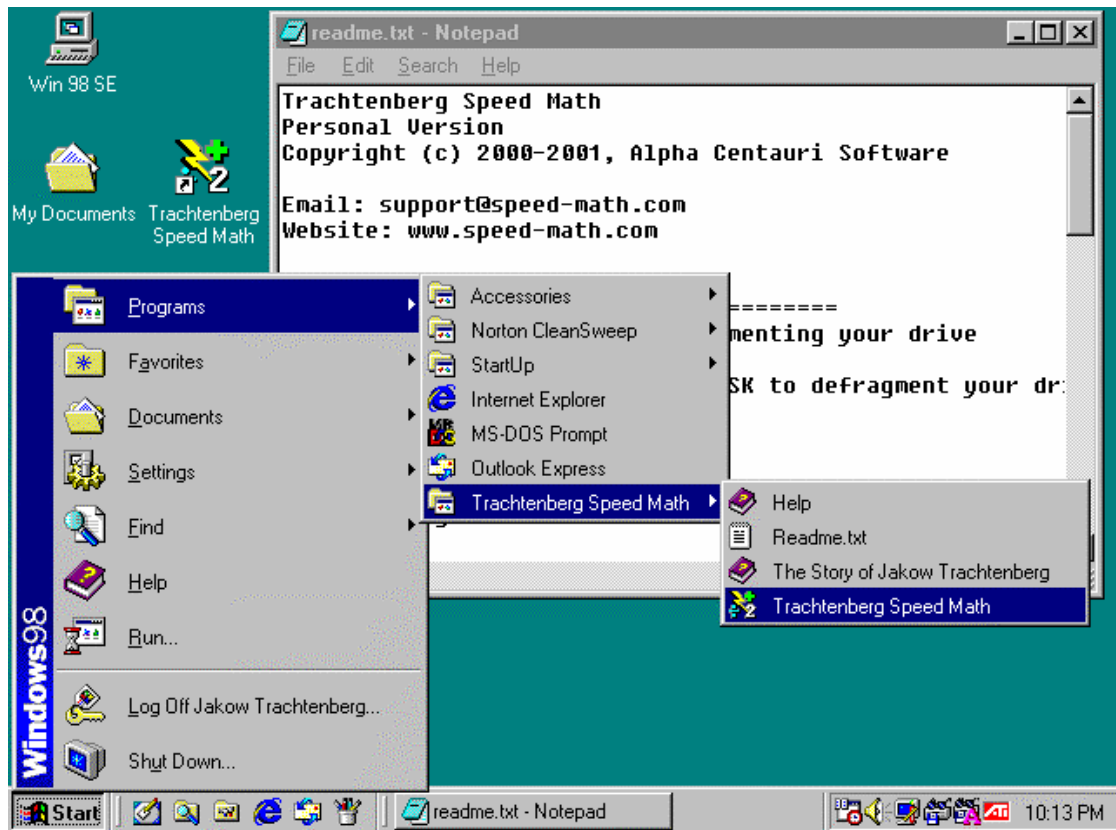 Win 98 SE
My Documents
Trachtenberg
Speed Math
readme.txt - Notepad
File Edit Search Help
Trachtenberg Speed Math
Personal Version
Copyright (c) 2000-2001, Alpha Centauri Software
Email: support@speed-math.com
Website: www.speed-math.com
========
menting your drive
SK to defragment your dr
Windows98
Programs
Favorites
Documents
Settings
Find
Help
Run...
Log Off Jakow Trachtenberg...
Shut Down...
Accessories
Norton CleanSweep
StartUp
Internet Explorer
MS-DOS Prompt
Outlook Express
Trachtenberg Speed Math
Help
Readme.txt
The Story of Jakow Trachtenberg
Trachtenberg Speed Math
Start
readme.txt - Notepad
10:13 PM